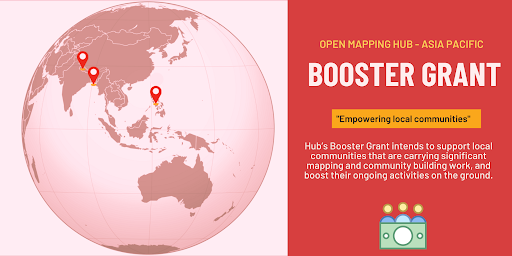 OPEN MAPPING HUB - ASIA PACIFIC
BOOSTER GRANT
"Empowering local communities"
Hub's Booster Grant intends to support local
communities that are carrying significant
mapping and community building work, and
boost their ongoing activities on the ground.